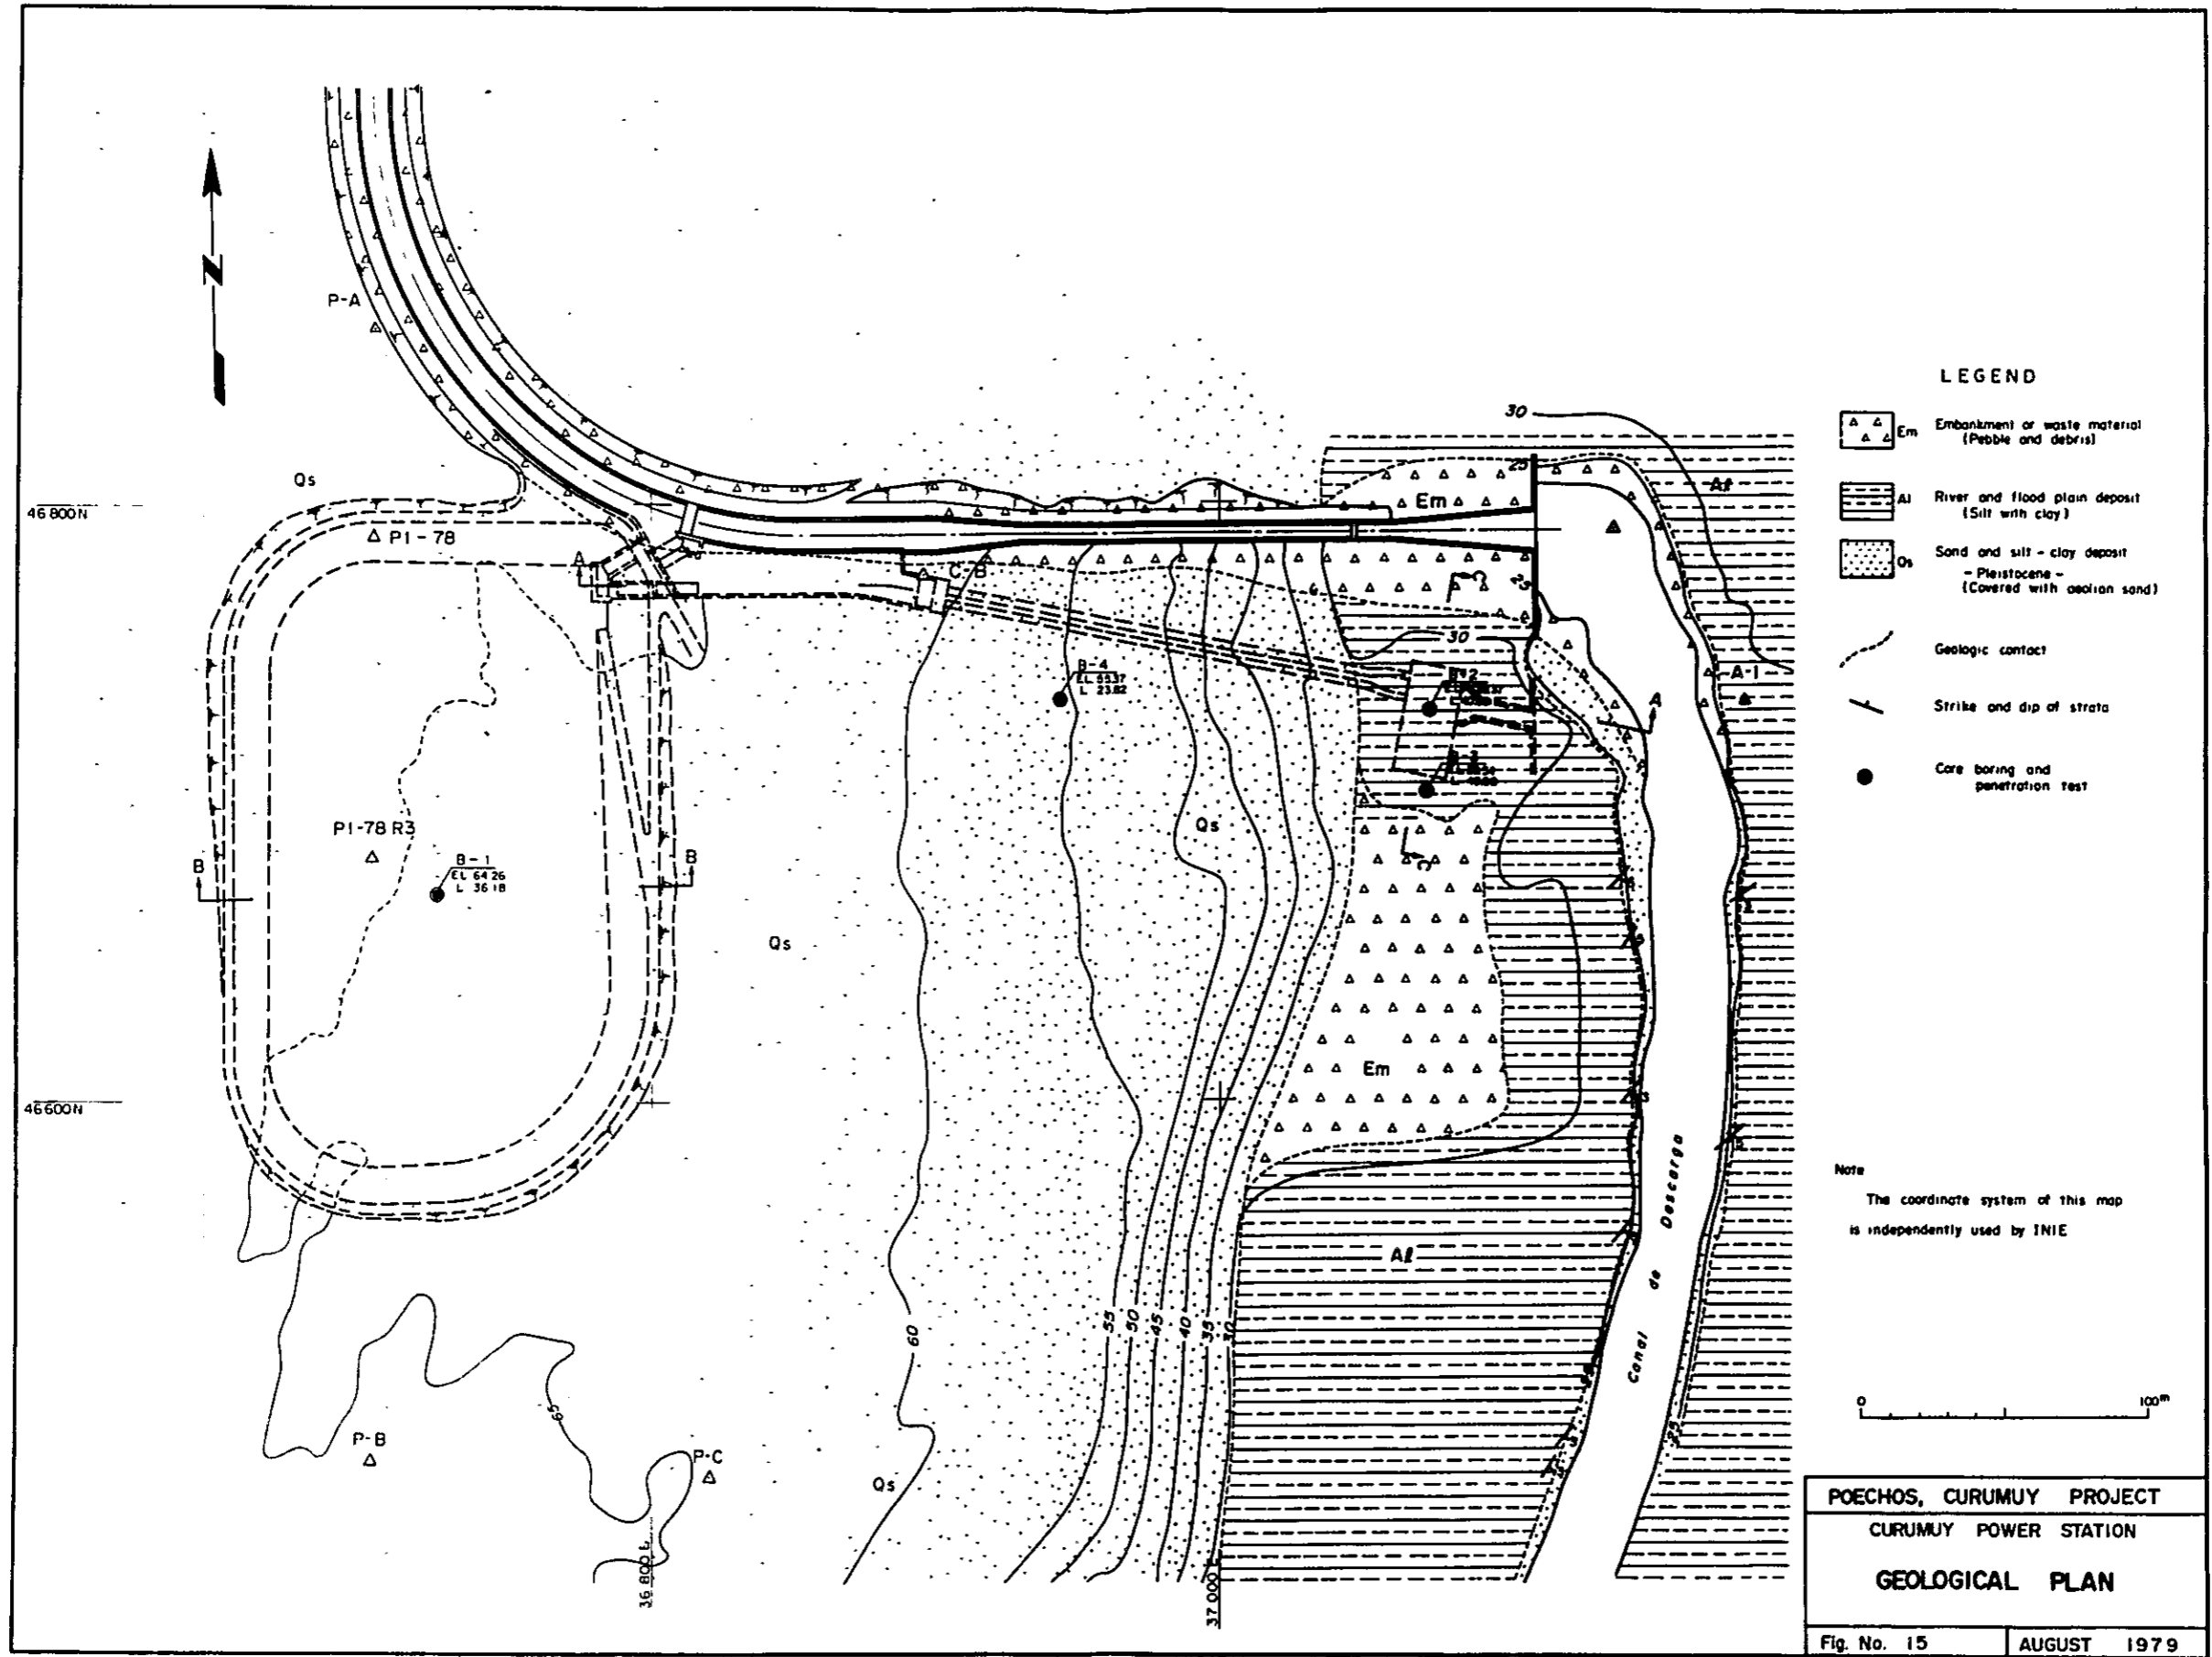 N
P-A
Qs
46 800 N
P1-78
A
C-B
B-4
EL 55.37
L 23.82
P1-78 R3
B-1
EL 64 26
L 36 18
B
B
Qs
Qs
46 600 N
P-B
P-C
65
60
55
50
45
40
35
30
Qs
36 800 E
37 000
30
25
Em
Al
C
25
30
B-2
A-1
A
B-3
C
Em
Al
Canal de Descarga
25
LEGEND
Em Embankment or waste material
(Pebble and debris)
Al River and flood plain deposit
(Silt with clay)
Qs Sand and silt - clay deposit
- Pleistocene -
(Covered with aeolian sand)
Geologic contact
Strike and dip of strata
Core boring and
penetration test
Note
The coordinate system of this map
is independently used by INIE
0 100m
POECHOS, CURUMUY PROJECT
CURUMUY POWER STATION
GEOLOGICAL PLAN
Fig. No. 15 AUGUST 1979